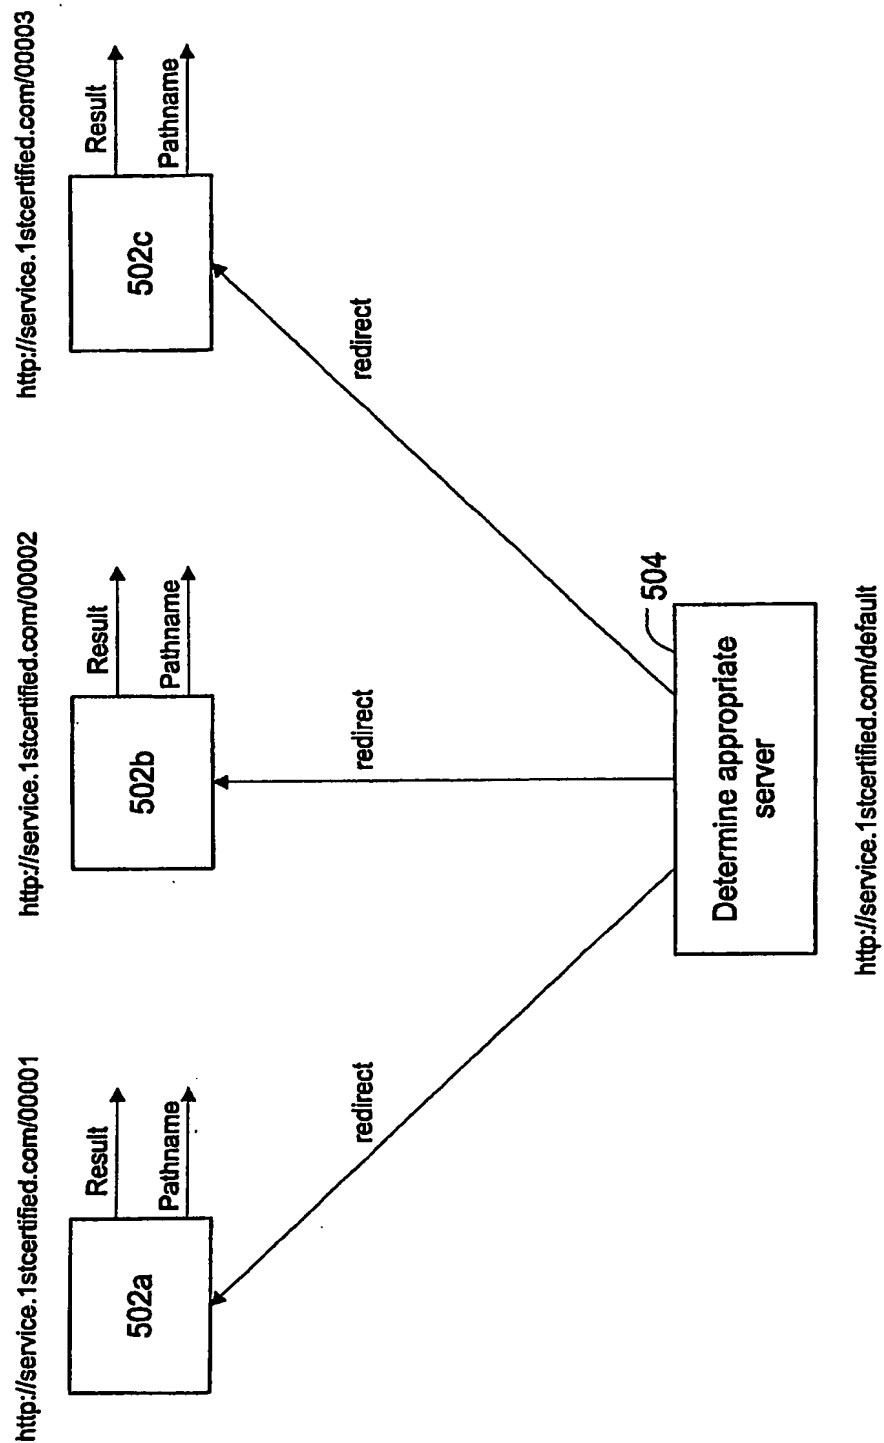 http://service.1stcertified.com/00001
http://service.1stcertified.com/00002
http://service.1stcertified.com/00003
502a
Result
Pathname
502b
Result
Pathname
502c
Result
Pathname
redirect
redirect
redirect
504
Determine appropriate
server
http://service.1stcertified.com/default